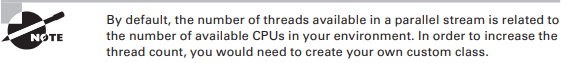 NOTE
By default, the number of threads available in a parallel stream is related to
the number of available CPUs in your environment. In order to increase the
thread count, you would need to create your own custom class.